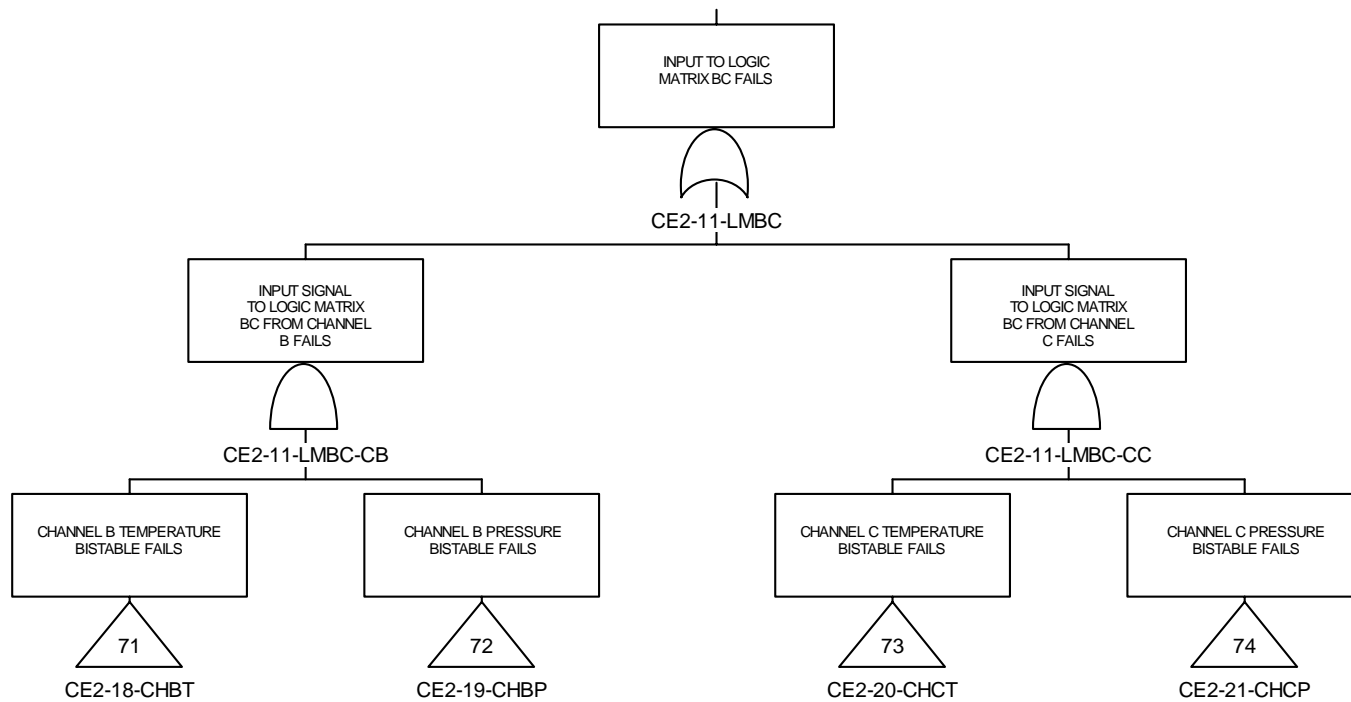 INPUT TO LOGIC
MATRIX BC FAILS
CE2-11-LMBC
INPUT SIGNAL
TO LOGIC MATRIX
BC FROM CHANNEL
B FAILS
INPUT SIGNAL
TO LOGIC MATRIX
BC FROM CHANNEL
C FAILS
CE2-11-LMBC-CB
CE2-11-LMBC-CC
CHANNEL B TEMPERATURE
BISTABLE FAILS
CHANNEL B PRESSURE
BISTABLE FAILS
CHANNEL C TEMPERATURE
BISTABLE FAILS
CHANNEL C PRESSURE
BISTABLE FAILS
71
72
73
74
CE2-18-CHBT
CE2-19-CHBP
CE2-20-CHCT
CE2-21-CHCP